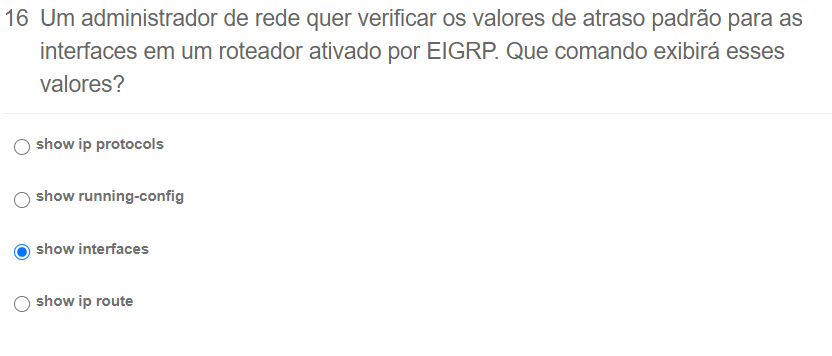 16 Um administrador de rede quer verificar os valores de atraso padrão para as
interfaces em um roteador ativado por EIGRP. Que comando exibirá esses
valores?
show ip protocols
show running-config
show interfaces
show ip route